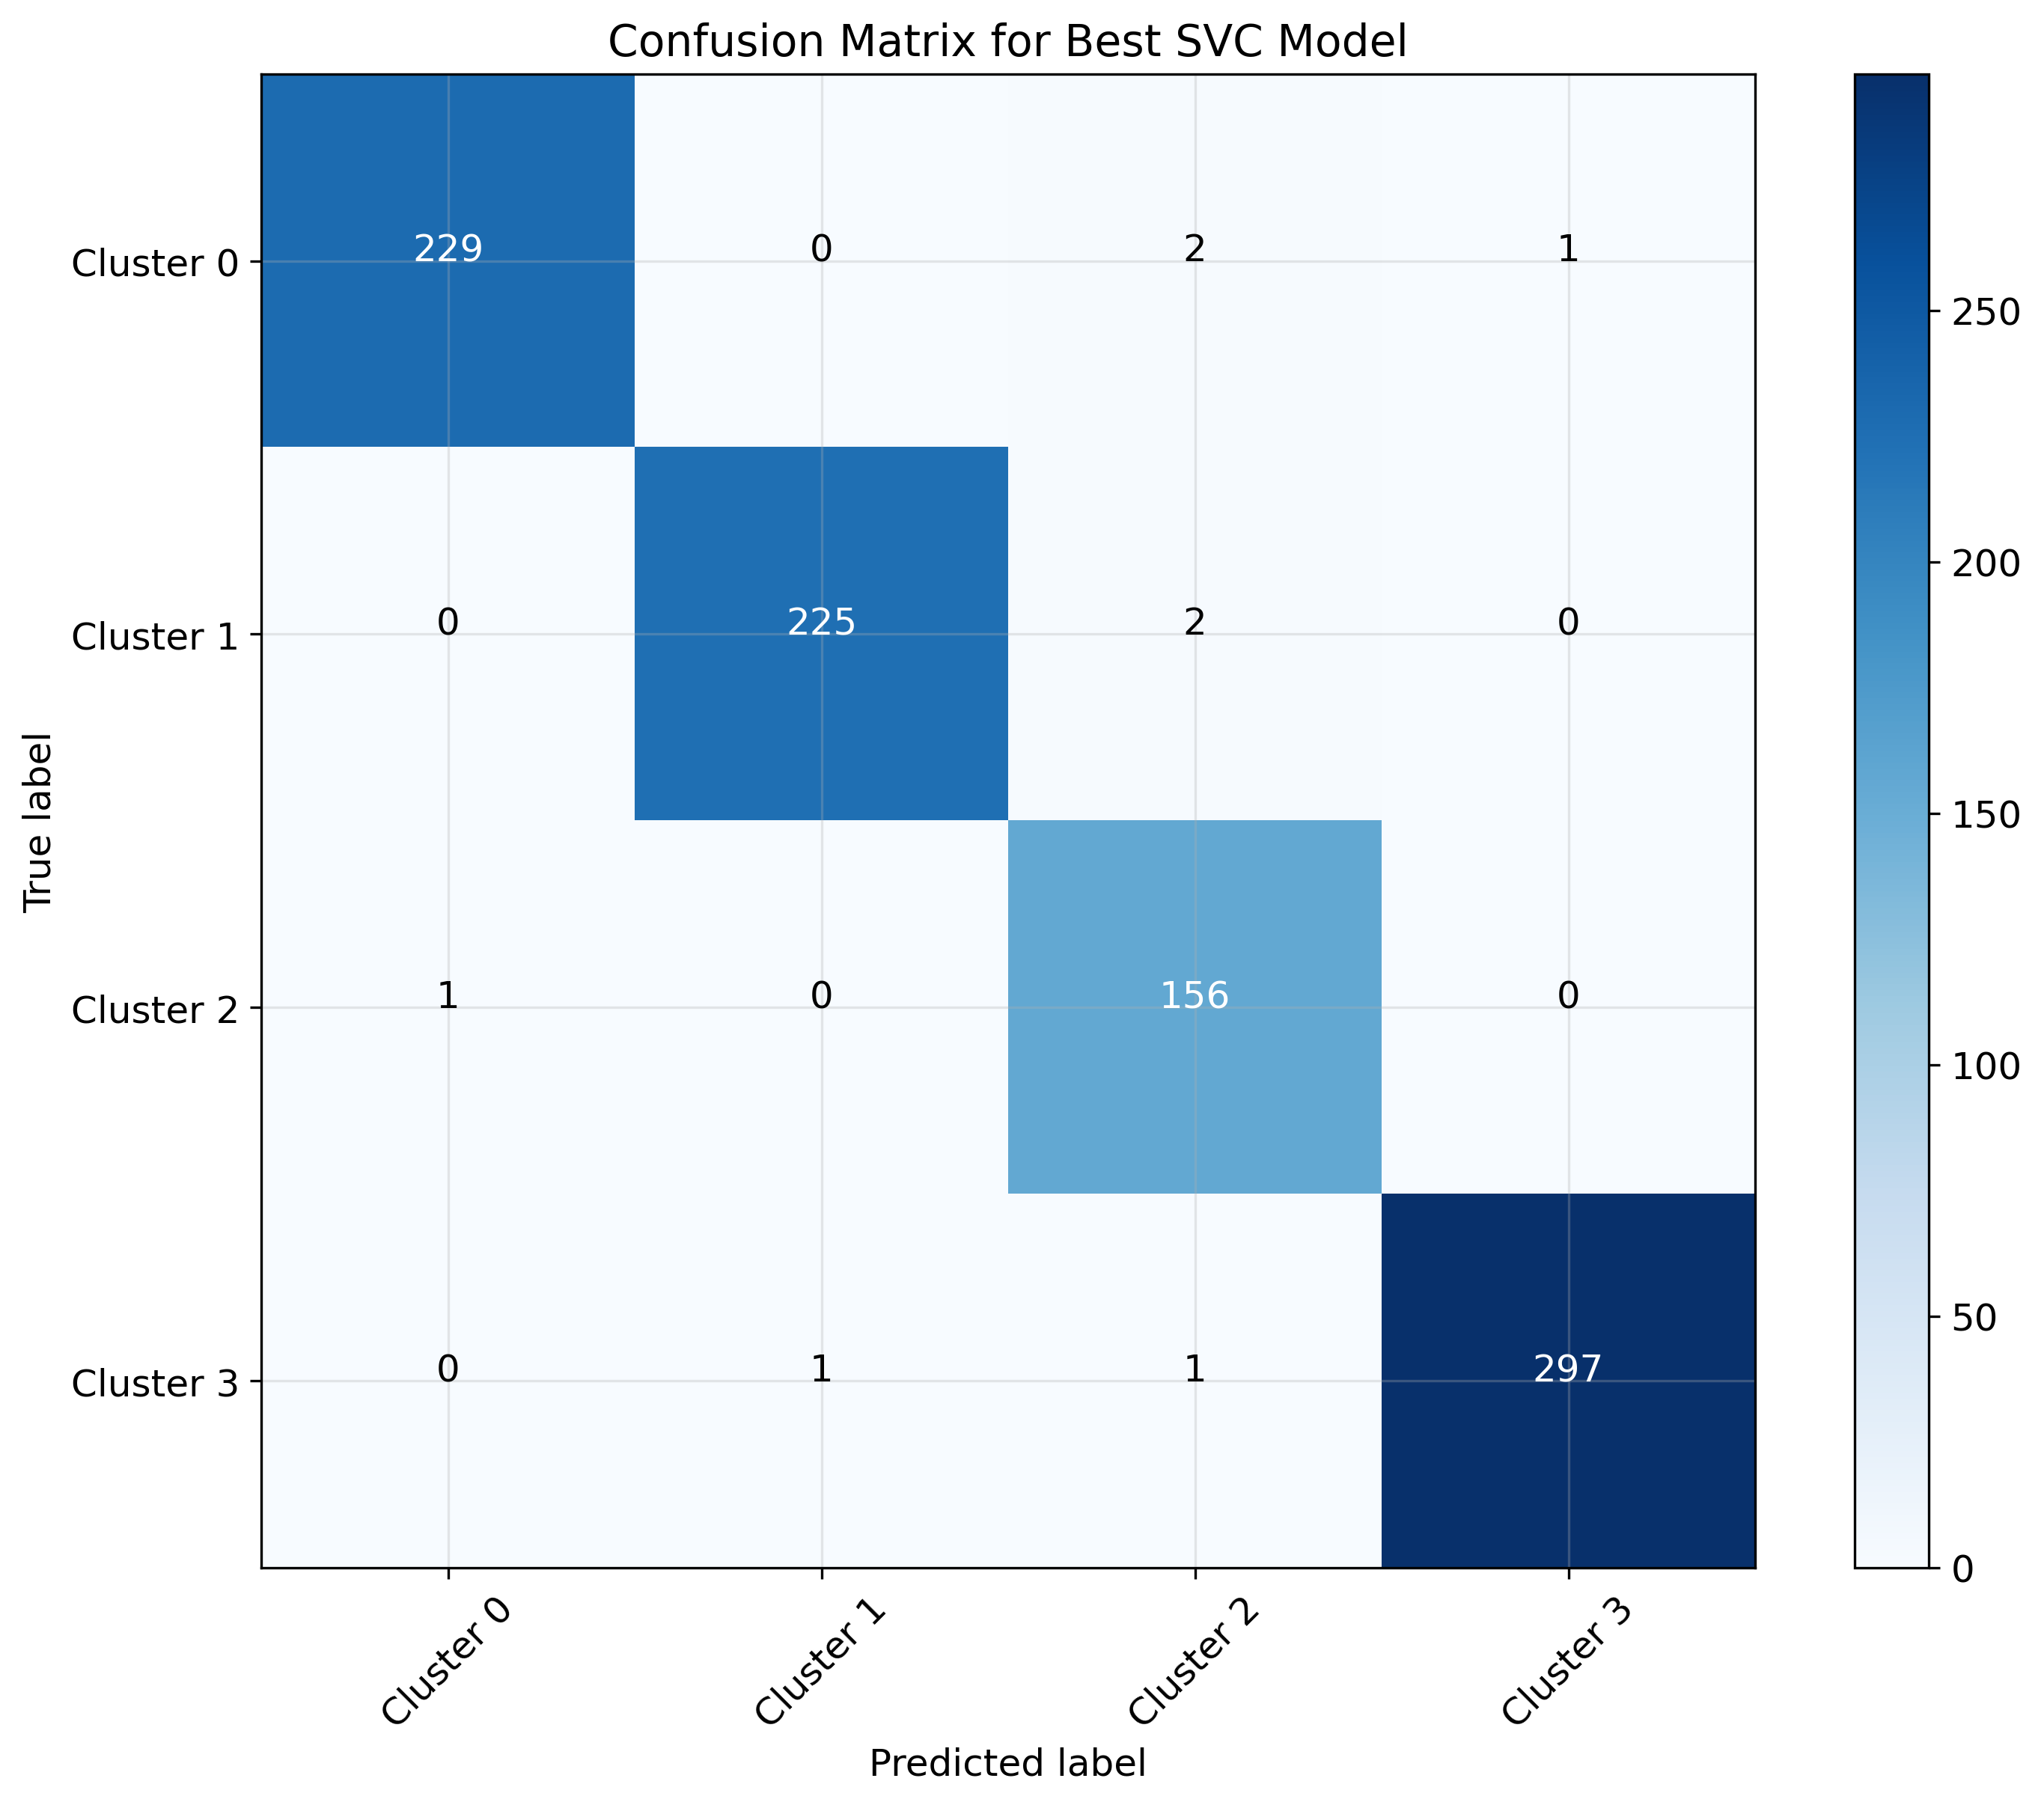 Confusion Matrix for Best SVC Model
Cluster 0 229 0 2 1
Cluster 1 0 225 2 0
Cluster 2 1 0 156 0
Cluster 3 0 1 1 297
Cluster 0 Cluster 1 Cluster 2 Cluster 3
Predicted label
True label
250
200
150
100
50
0